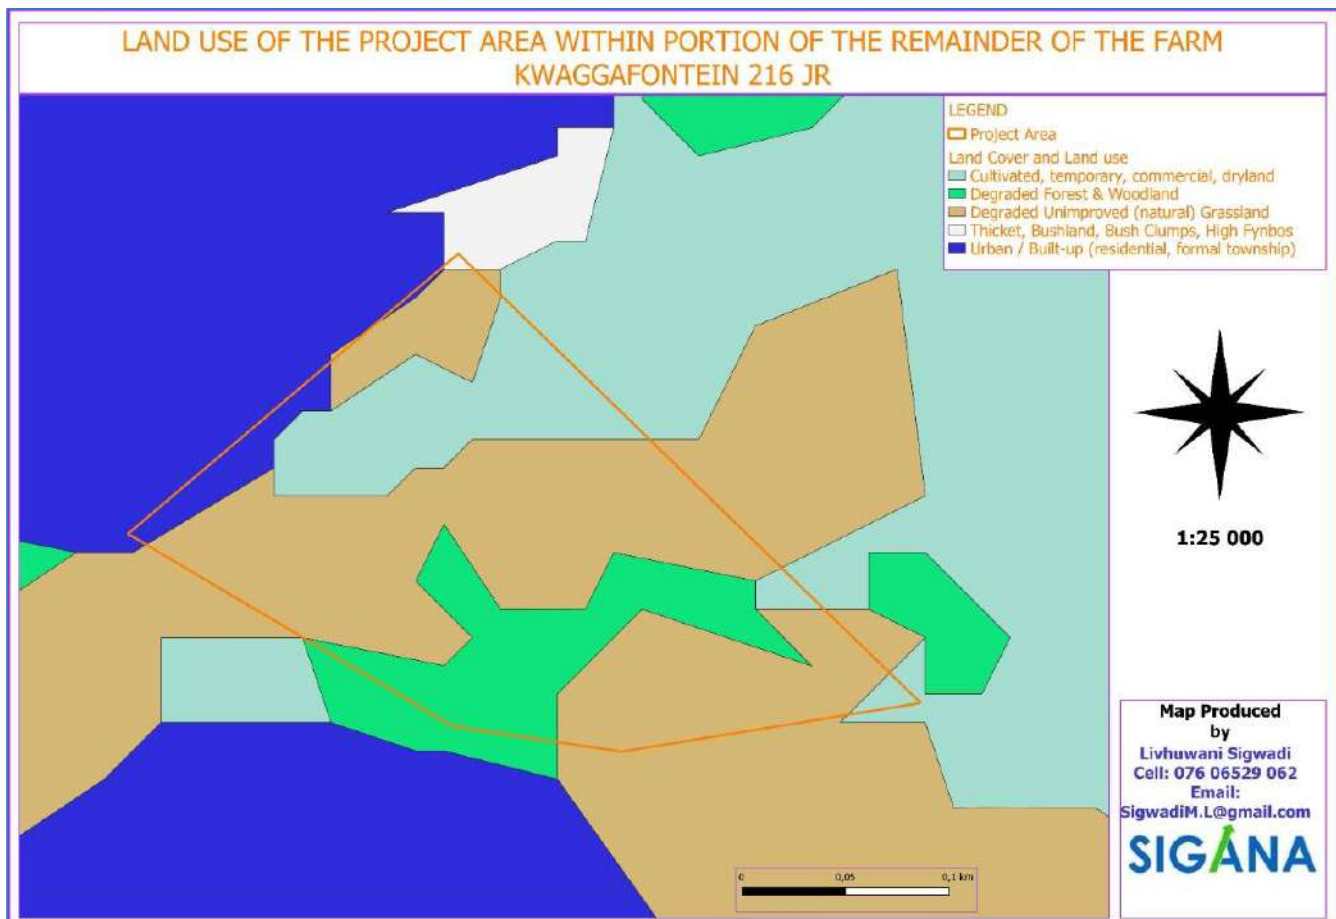 LAND USE OF THE PROJECT AREA WITHIN PORTION OF THE REMAINDER OF THE FARM
KWAGGAFONTEIN 216 JR
LEGEND
Project Area
Land Cover and Land use
Cultivated, temporary, commercial, dryland
Degraded Forest & Woodland
Degraded Unimproved (natural) Grassland
Thicket, Bushland, Bush Clumps, High Fynbos
Urban / Built-up (residential, formal township)
1:25 000
Map Produced
by
Livhuwani Sigwadi
Cell: 076 06529 062
Email:
SigwadiM.L@gmail.com
SIGANA
0 0,05 0,1 km